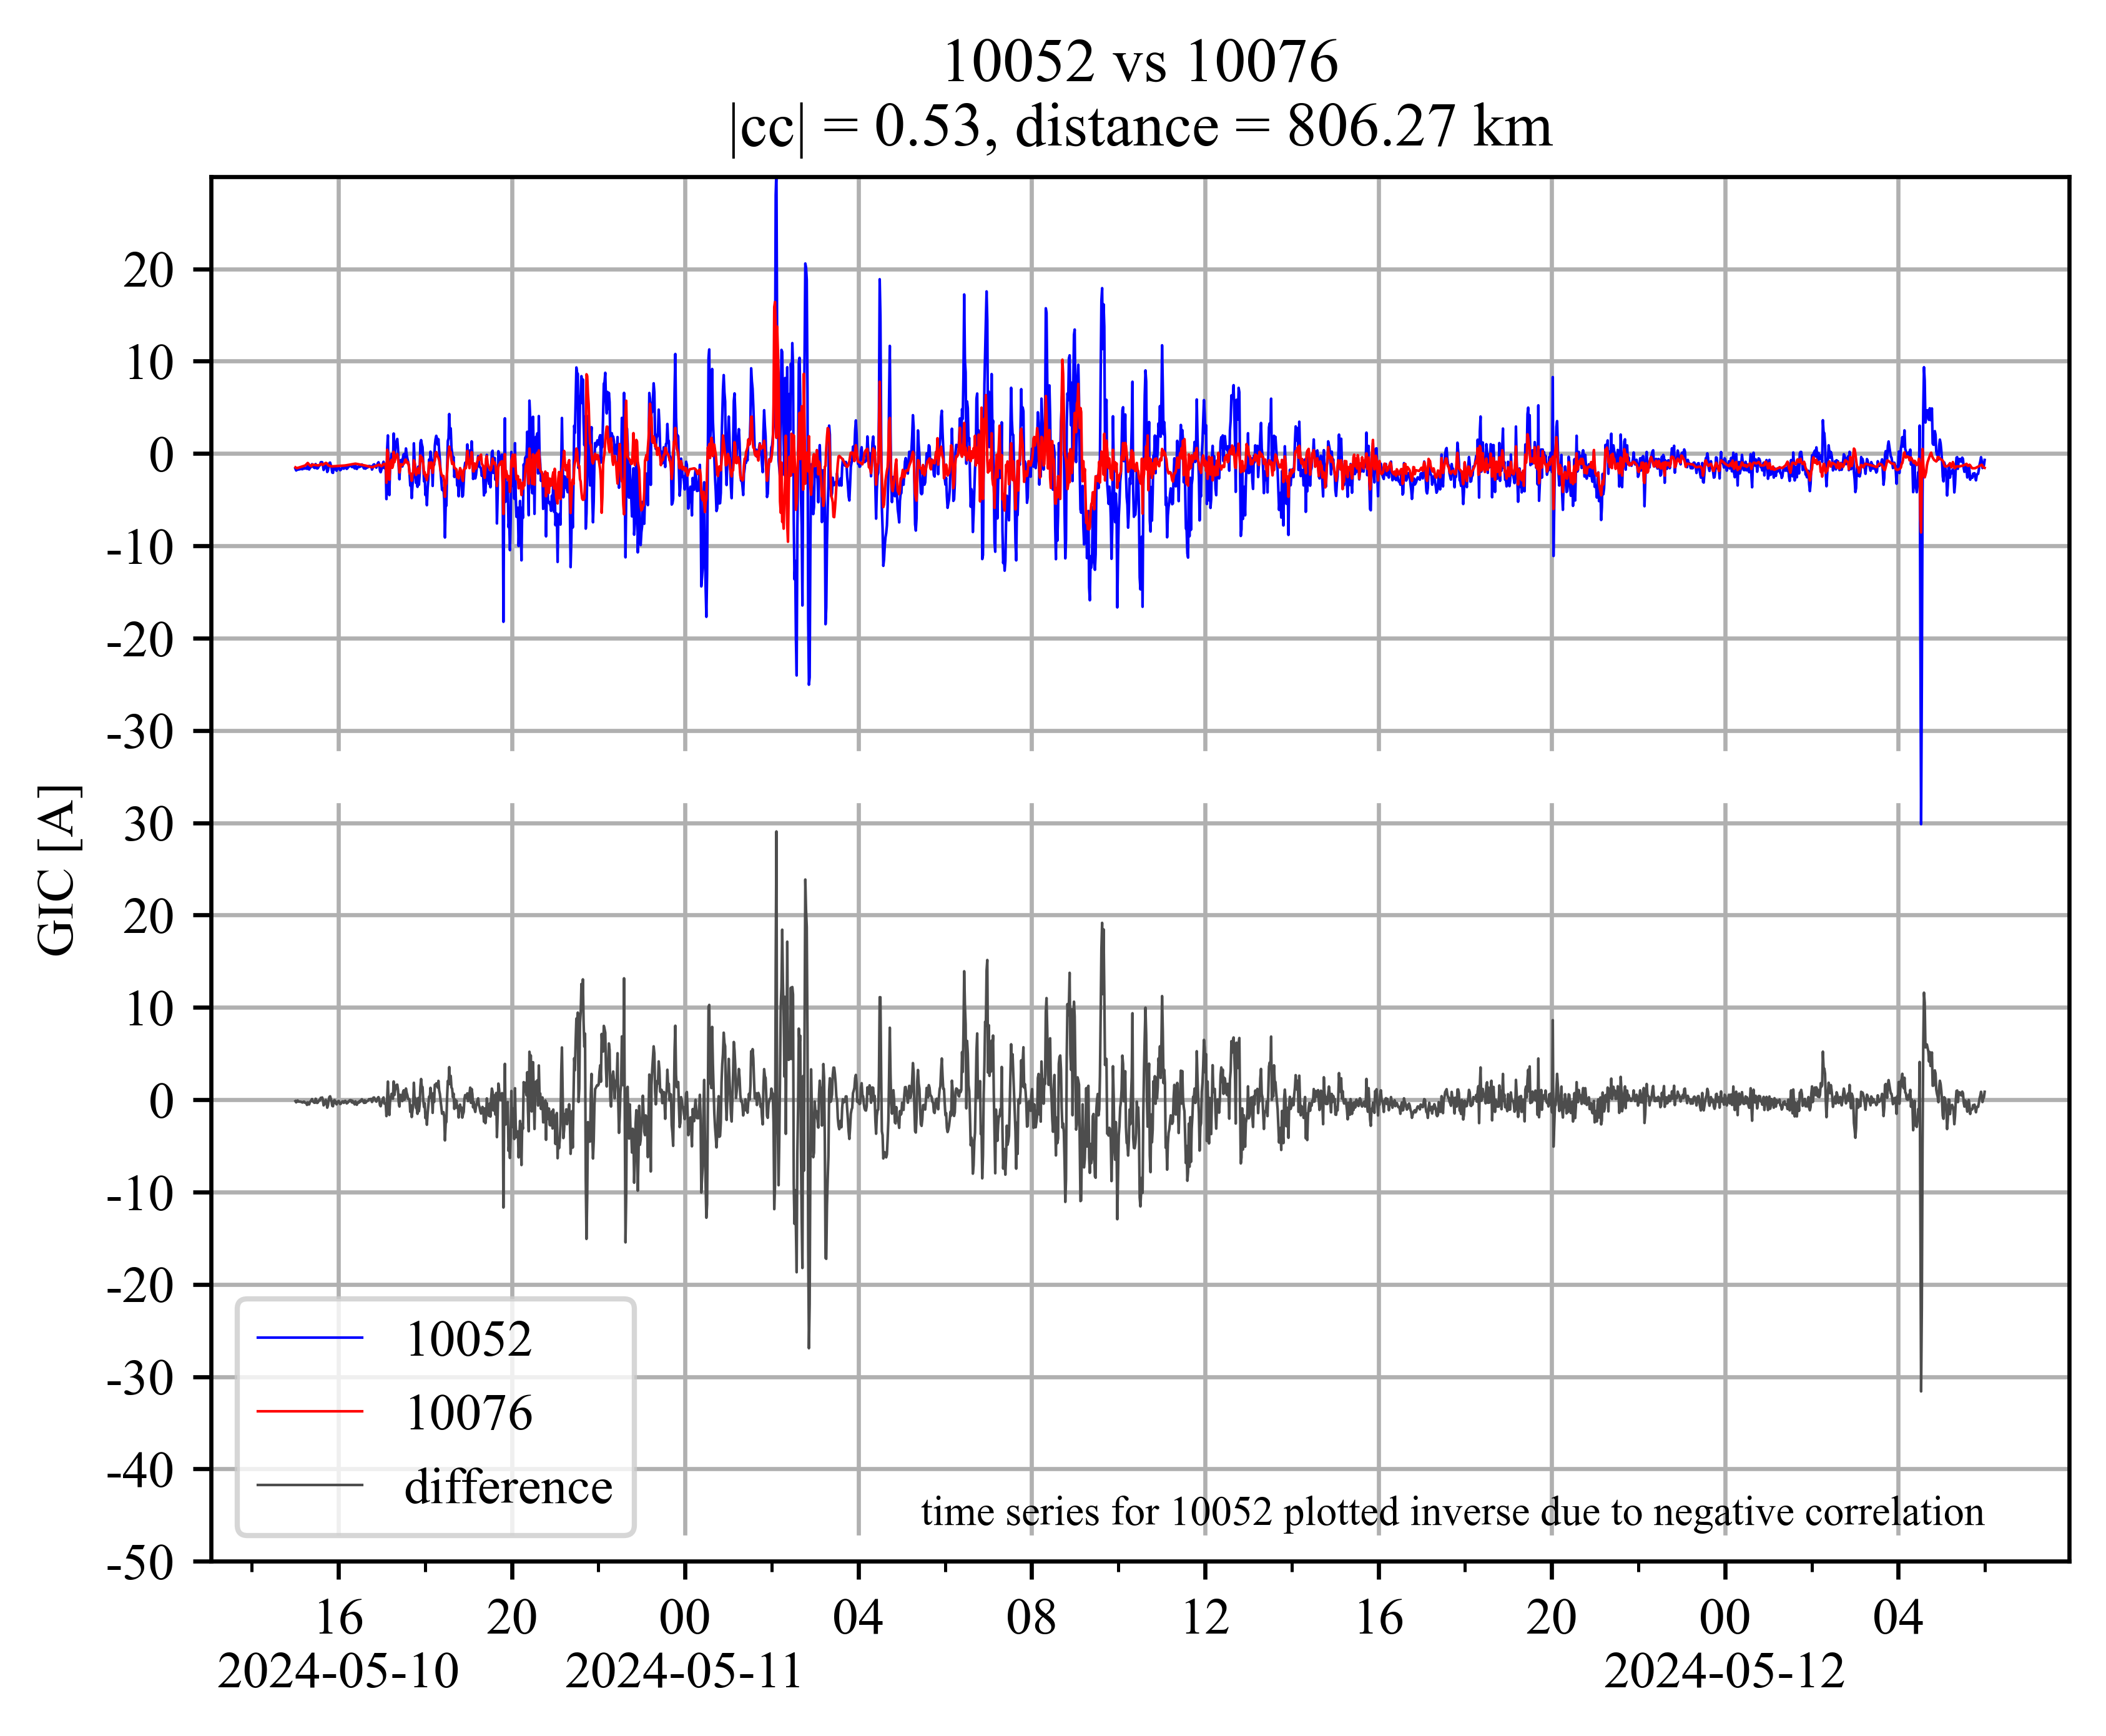 10052 vs 10076
|cc| = 0.53, distance = 806.27 km
20
10
0
-10
-20
-30
30
20
10
0
-10
-20
-30
-40
-50
GIC [A]
10052
10076
difference
time series for 10052 plotted inverse due to negative correlation
16 20 00 04 08 12 16 20 00 04
2024-05-10 2024-05-11 2024-05-12